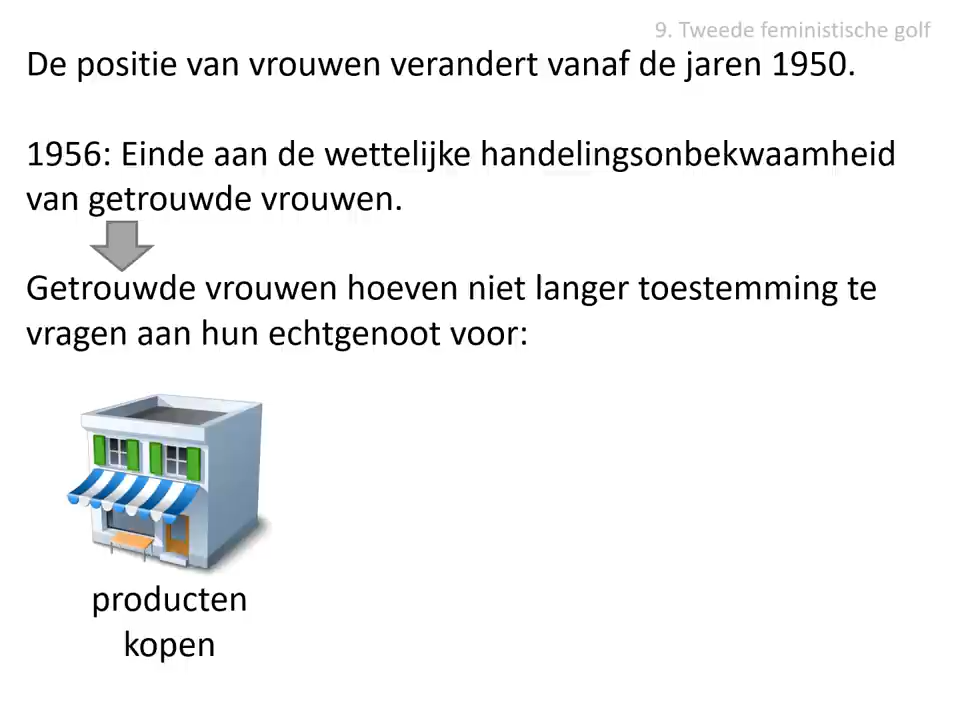 9. Tweede feministische golf
De positie van vrouwen verandert vanaf de jaren 1950.
1956: Einde aan de wettelijke handelingsonbekwaamheid
van getrouwde vrouwen.
Getrouwde vrouwen hoeven niet langer toestemming te
vragen aan hun echtgenoot voor:
producten
kopen